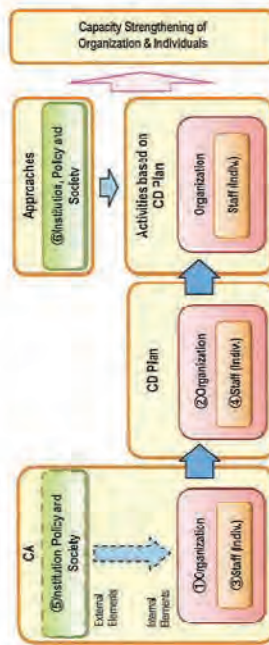 CA
⑤Institution Policy and
Society
External
Elements
Internal
Elements
①Organization
③Staff (Indiv.)
CD Plan
②Organization
④Staff (Indiv.)
Approaches
⑥Institution, Policy and
Society
Activities based on
CD Plan
Organization
Staff (Indiv.)
Capacity Strengthening of
Organization & Individuals